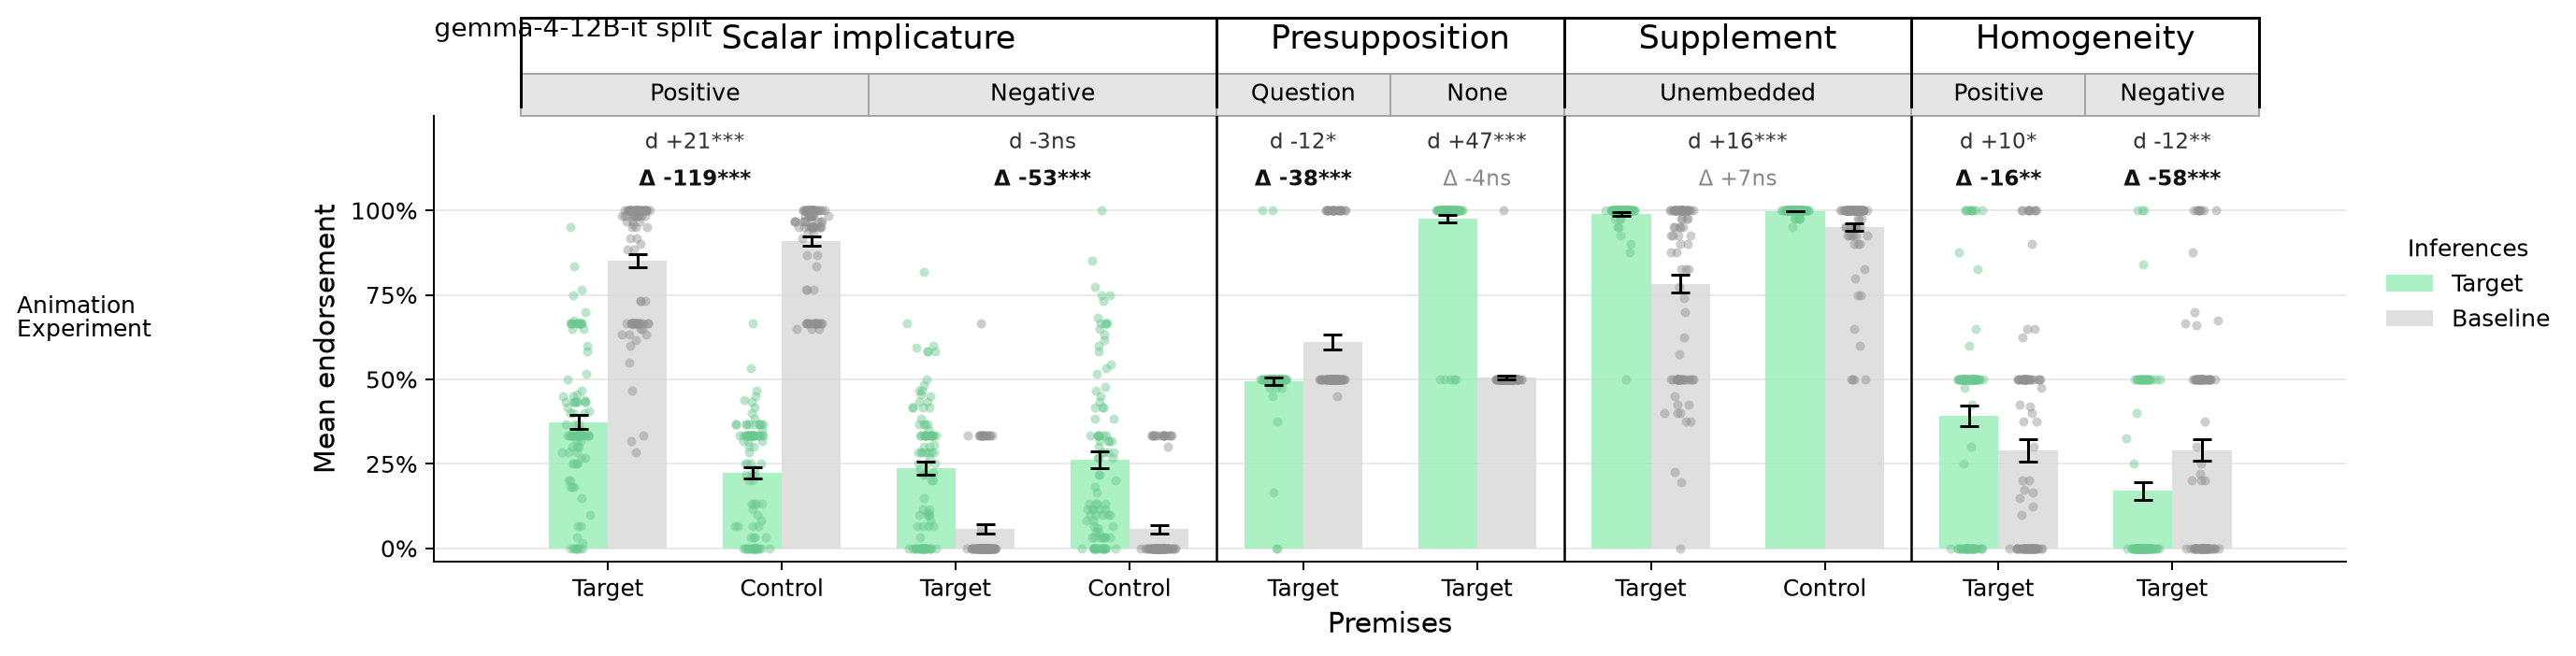 gemma-4-12B-it split
Scalar implicature Presupposition Supplement Homogeneity
Positive Negative Question None Unembedded Positive Negative
d +21*** d -3ns d -12* d +47*** d +16*** d +10* d -12**
Δ -119*** Δ -53*** Δ -38*** Δ -4ns Δ +7ns Δ -16** Δ -58***
Mean endorsement
100%
75%
50%
25%
0%
Animation
Experiment
Inferences
Target
Baseline
Target Control Target Control Target Target Target Control Target Target
Premises